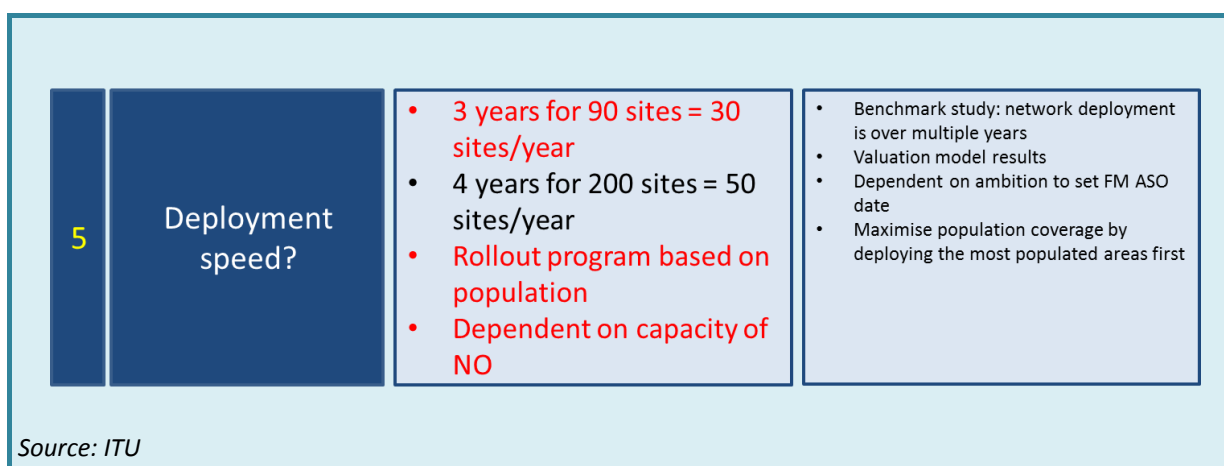 5
Deployment
speed?
• 3 years for 90 sites = 30
sites/year
• 4 years for 200 sites = 50
sites/year
• Rollout program based on
population
• Dependent on capacity of
NO
• Benchmark study: network deployment
is over multiple years
• Valuation model results
• Dependent on ambition to set FM ASO
date
• Maximise population coverage by
deploying the most populated areas first
Source: ITU